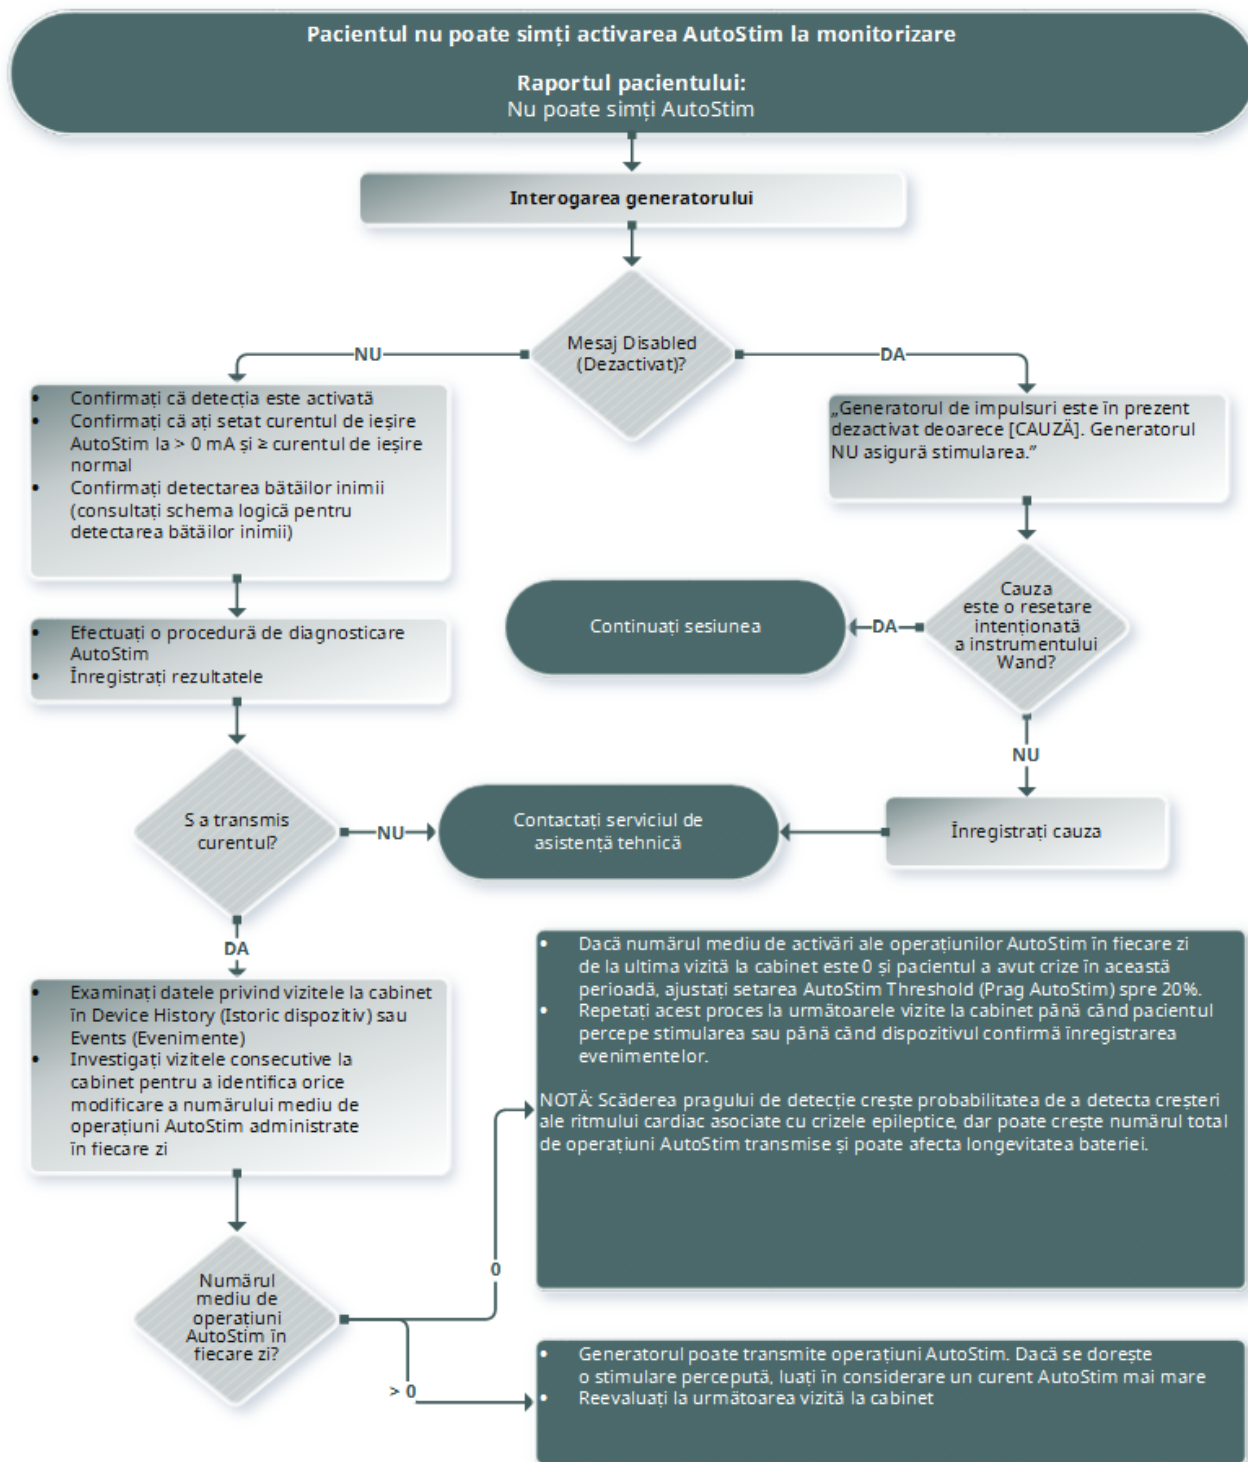 Pacientul nu poate simți activarea AutoStim la monitorizare
Raportul pacientului:
Nu poate simți AutoStim
Interogarea generatorului
Mesaj Disabled
(Dezactivat)?
NU
DA
• Confirmați că detecția este activată
• Confirmați că ați setat curentul de ieșire
AutoStim la > 0 mA și ≥ curentul de ieșire
normal
• Confirmați detectarea bătăilor inimii
(consultați schema logică pentru
detectarea bătăilor inimii)
„Generatorul de impulsuri este în prezent
dezactivat deoarece [CAUZĂ]. Generatorul
NU asigură stimularea.”
Cauza
este o resetare
intenționată
a instrumentului
Wand?
DA
Continuați sesiunea
NU
Înregistrați cauza
• Efectuați o procedură de diagnosticare
AutoStim
• Înregistrați rezultatele
S a transmis
curentul?
NU
Contactați serviciul de
asistență tehnică
DA
• Examinați datele privind vizitele la cabinet
în Device History (Istoric dispozitiv) sau
Events (Evenimente)
• Investigați vizitele consecutive la
cabinet pentru a identifica orice
modificare a numărului mediu de
operațiuni AutoStim administrate
în fiecare zi
Numărul
mediu de
operațiuni
AutoStim în
fiecare zi?
0
• Dacă numărul mediu de activări ale operațiunilor AutoStim în fiecare zi
de la ultima vizită la cabinet este 0 și pacientul a avut crize în această
perioadă, ajustați setarea AutoStim Threshold (Prag AutoStim) spre 20%.
• Repetați acest proces la următoarele vizite la cabinet până când pacientul
percepe stimularea sau până când dispozitivul confirmă înregistrarea
evenimentelor.
NOTĂ: Scăderea pragului de detecție crește probabilitatea de a detecta creșteri
ale ritmului cardiac asociate cu crizele epileptice, dar poate crește numărul total
de operațiuni AutoStim transmise și poate afecta longevitatea bateriei.
> 0
• Generatorul poate transmite operațiuni AutoStim. Dacă se dorește
o stimulare percepută, luați în considerare un curent AutoStim mai mare
• Reevaluați la următoarea vizită la cabinet